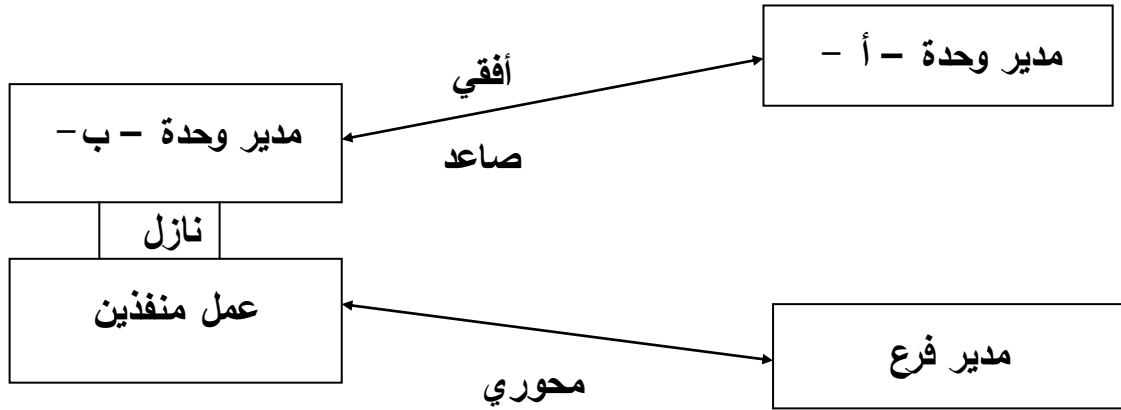 مدير وحدة – أ -
أفقي
مدير وحدة – ب-
صاعد
نازل
عمل منفذين
مدير فرع
محوري